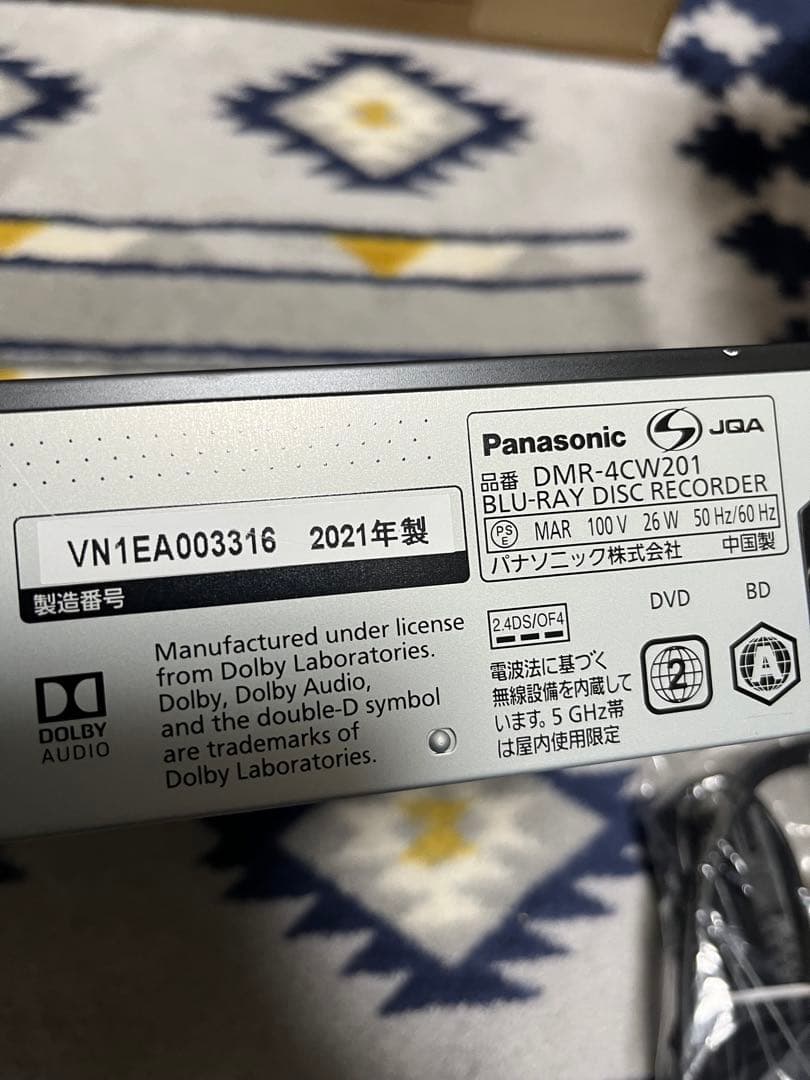 Panasonic JQA
品番 DMR-4CW201
BLU-RAY DISC RECORDER
PS E MAR 100 V 26 W 50 Hz/60 Hz
パナソニック株式会社 中国製
VN1EA003316 2021年製
製造番号
DOLBY
AUDIO
Manufactured under license
from Dolby Laboratories.
Dolby, Dolby Audio,
and the double-D symbol
are trademarks of
Dolby Laboratories.
2.4DS/OF4
電波法に基づく
無線設備を内蔵して
います。5 GHz帯
は屋内使用限定
DVD BD
2 A